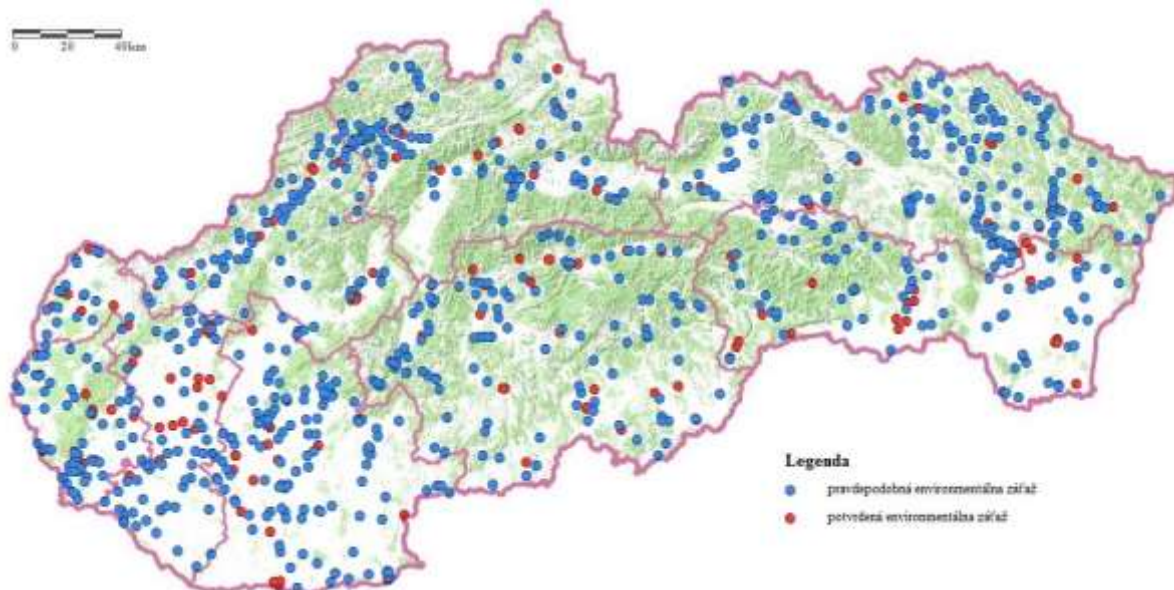 0 20 40km
Legenda
pravdepodobná environmentálna záťaž
potvrdená environmentálna záťaž